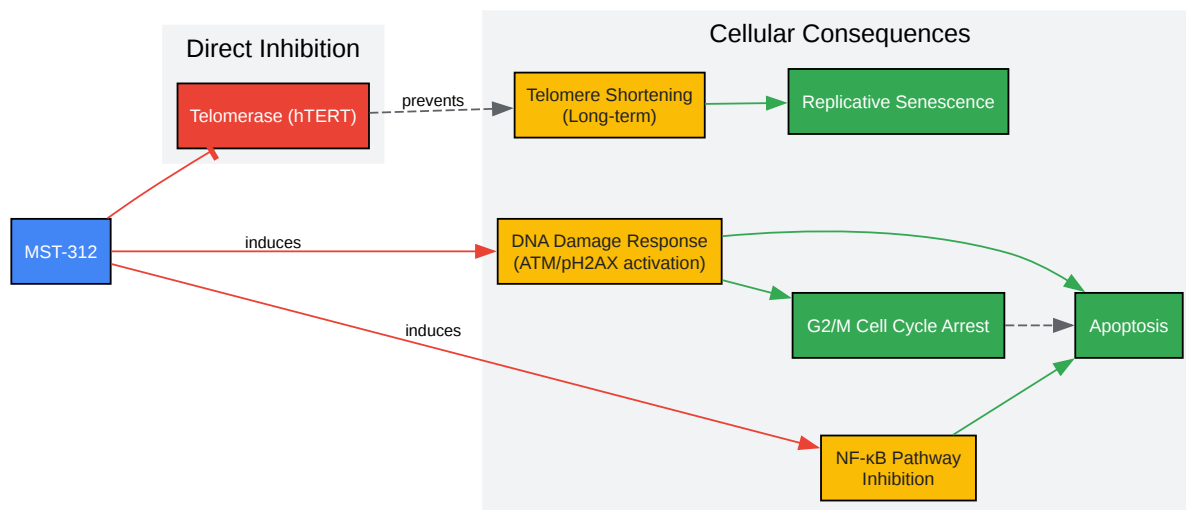 Direct Inhibition
Cellular Consequences
Telomerase (hTERT)
prevents
Telomere Shortening
(Long-term)
Replicative Senescence
MST-312
induces
DNA Damage Response
(ATM/pH2AX activation)
induces
G2/M Cell Cycle Arrest
Apoptosis
NF-κB Pathway
Inhibition